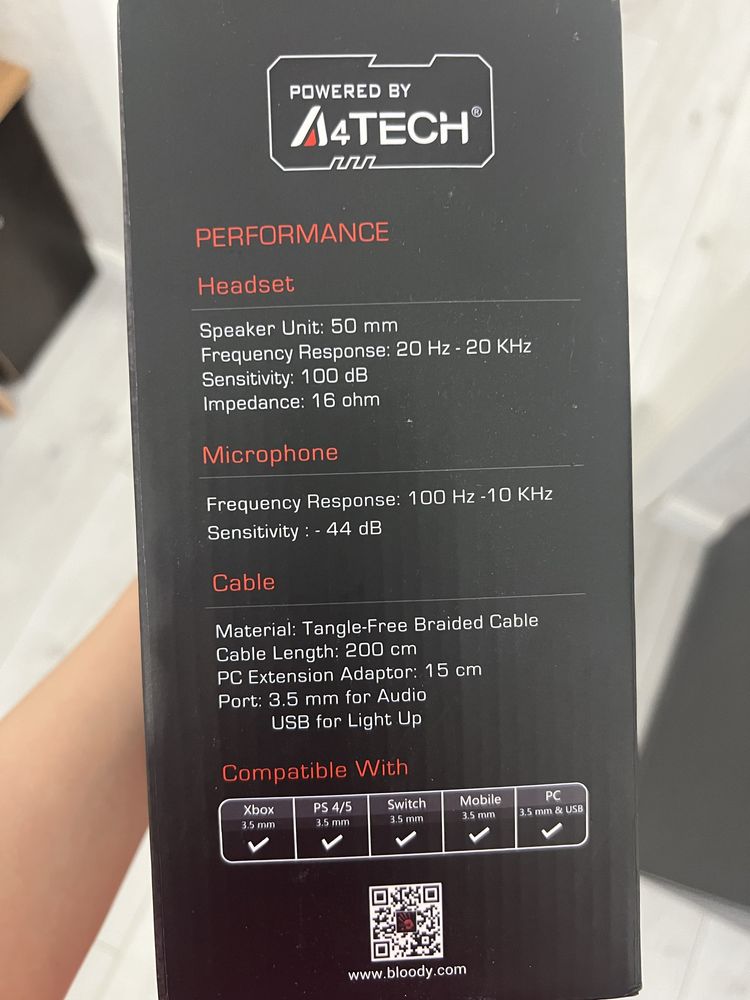 POWERED BY
A4TECH®
PERFORMANCE
Headset
Speaker Unit: 50 mm
Frequency Response: 20 Hz - 20 KHz
Sensitivity: 100 dB
Impedance: 16 ohm
Microphone
Frequency Response: 100 Hz -10 KHz
Sensitivity : - 44 dB
Cable
Material: Tangle-Free Braided Cable
Cable Length: 200 cm
PC Extension Adaptor: 15 cm
Port: 3.5 mm for Audio
USB for Light Up
Compatible With
Xbox PS 4/5 Switch Mobile PC
3.5 mm 3.5 mm 3.5 mm 3.5 mm 3.5 mm & USB
www.bloody.com